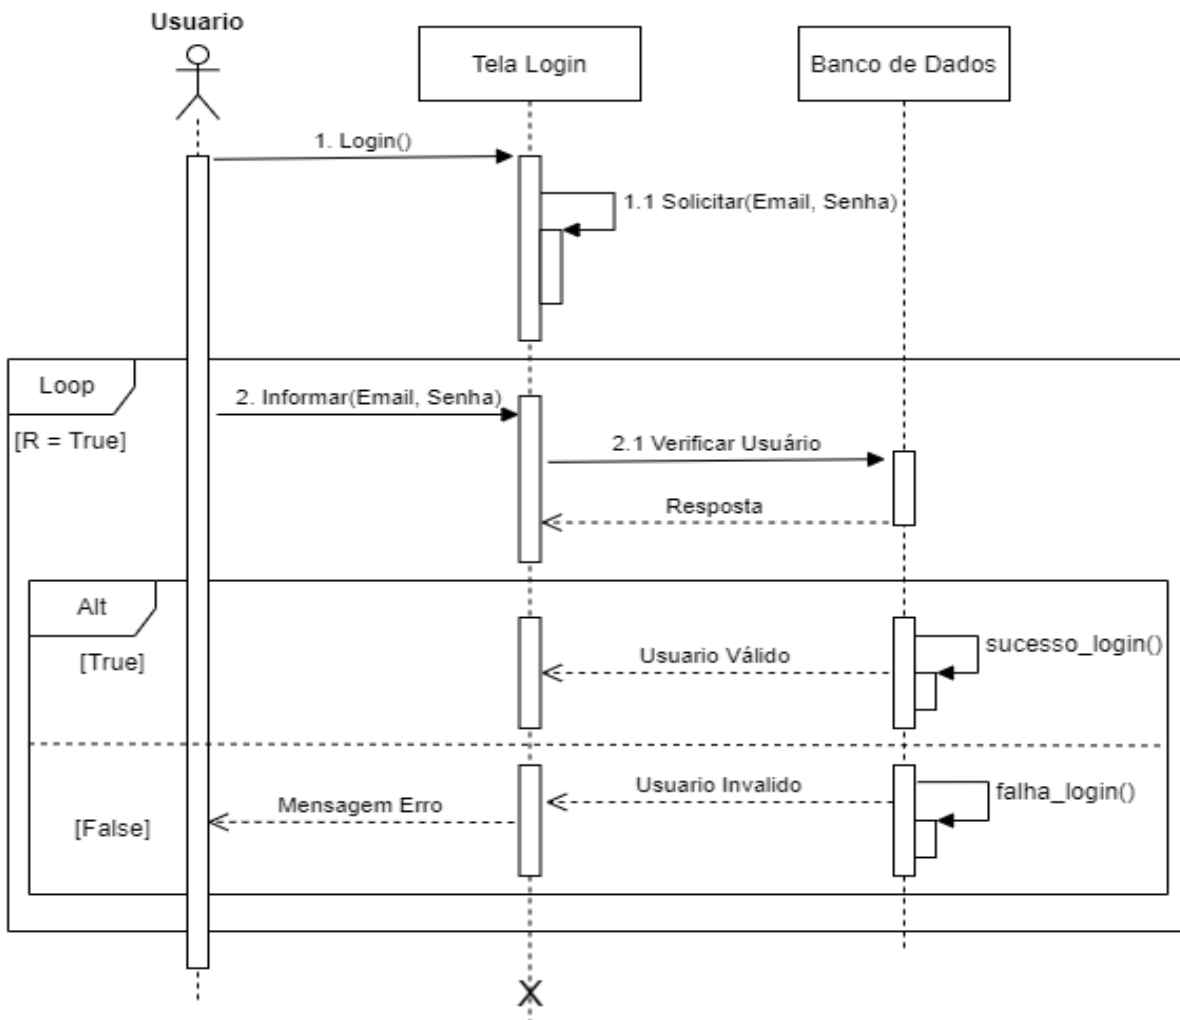 Usuario
Tela Login
Banco de Dados
1. Login()
1.1 Solicitar(Email, Senha)
Loop
[R = True]
2. Informar(Email, Senha)
2.1 Verificar Usuário
Resposta
Alt
[True]
Usuario Válido
sucesso_login()
[False]
Mensagem Erro
Usuario Invalido
falha_login()